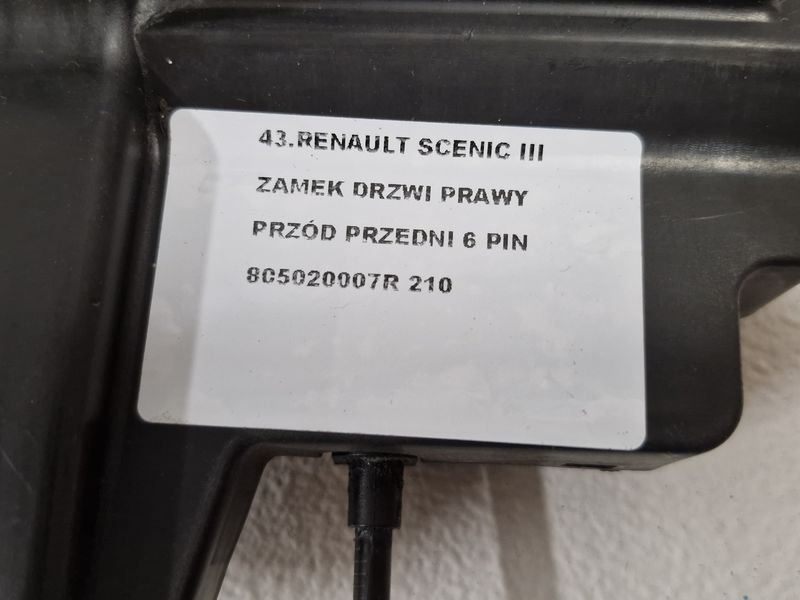 43.RENAULT SCENIC III
ZAMEK DRZWI PRAWY
PRZÓD PRZEDNI 6 PIN
805020007R 210